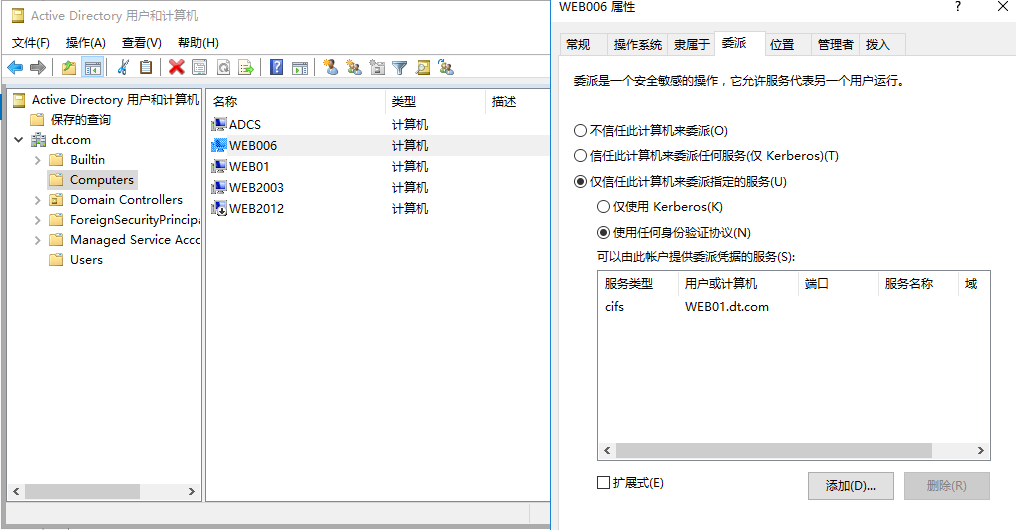 Active Directory 用户和计算机
文件(F) 操作(A) 查看(V) 帮助(H)
Active Directory 用户和计算机
保存的查询
dt.com
Builtin
Computers
Domain Controllers
ForeignSecurityPrincipa
Managed Service Acco
Users
名称 类型 描述
ADCS 计算机
WEB006 计算机
WEB01 计算机
WEB2003 计算机
WEB2012 计算机
WEB006 属性
常规 操作系统 隶属于 委派 位置 管理者 拨入
委派是一个安全敏感的操作，它允许服务代表另一个用户运行。
不信任此计算机来委派(O)
信任此计算机来委派任何服务(仅 Kerberos)(T)
仅信任此计算机来委派指定的服务(U)
仅使用 Kerberos(K)
使用任何身份验证协议(N)
可以由此帐户提供委派凭据的服务(S):
服务类型 用户或计算机 端口 服务名称 域
cifs WEB01.dt.com
扩展式(E) 添加(D)... 删除(R)